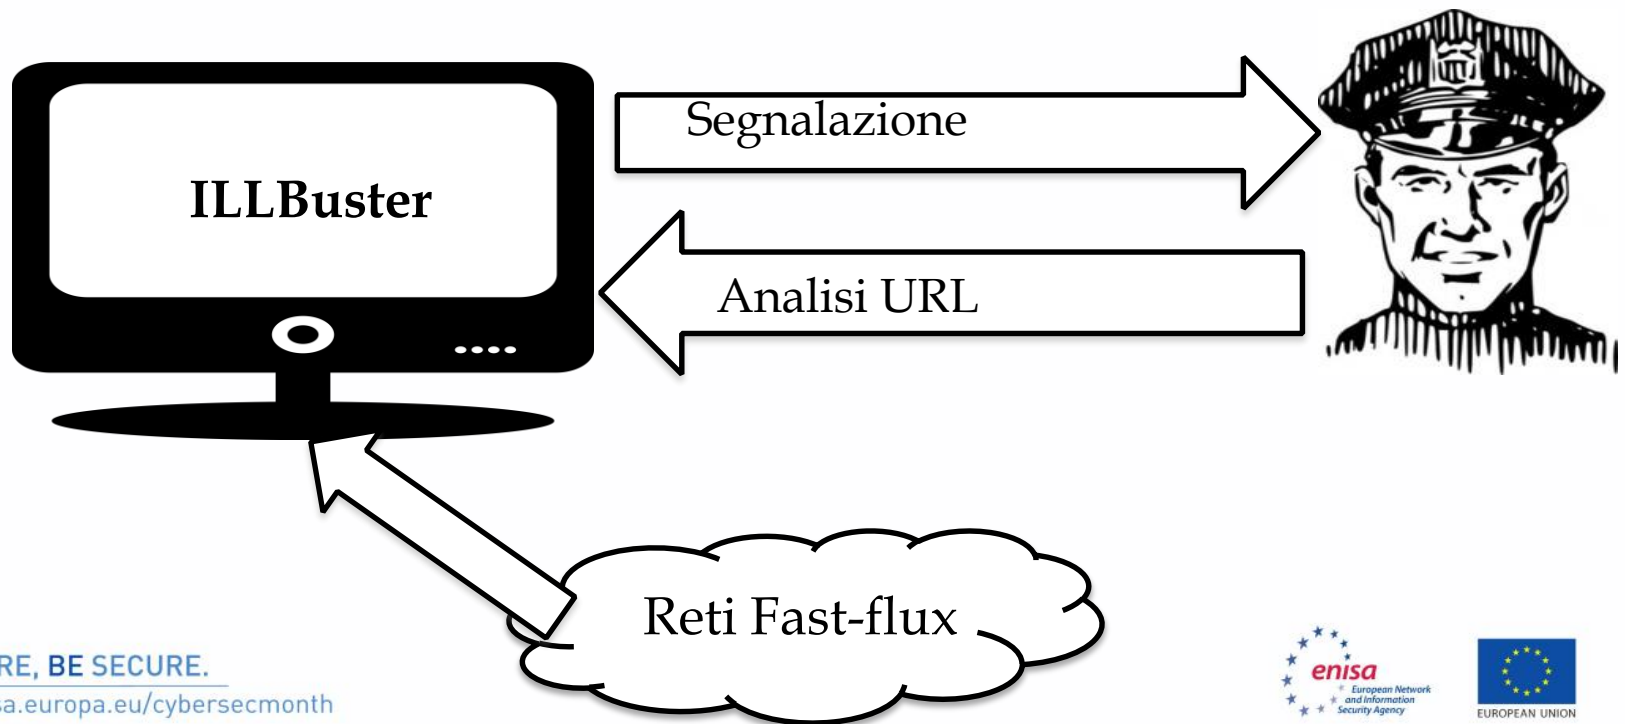 Segnalazione
ILLBuster
Analisi URL
Reti Fast-flux
RE, BE SECURE.
sa.europa.eu/cybersecmonth
enisa
European Network
and Information
Security Agency
EUROPEAN UNION